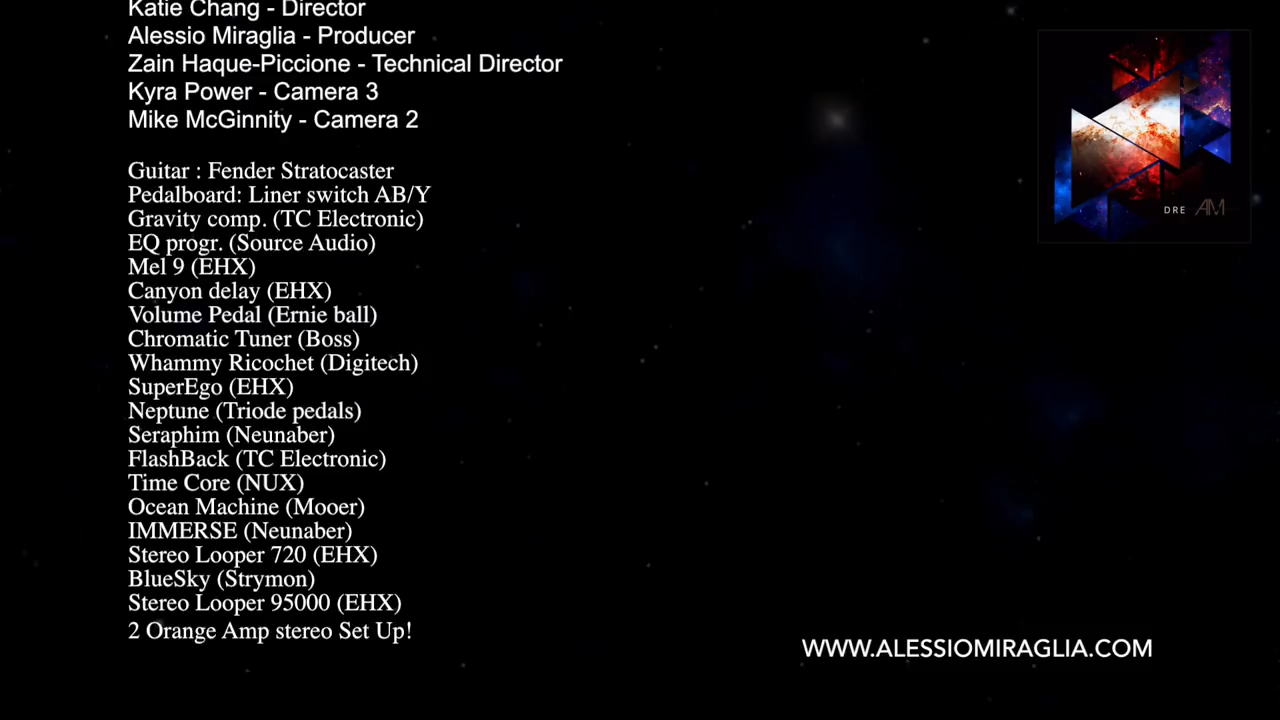 Katie Chang - Director
Alessio Miraglia - Producer
Zain Haque-Piccione - Technical Director
Kyra Power - Camera 3
Mike McGinnity - Camera 2
Guitar : Fender Stratocaster
Pedalboard: Liner switch AB/Y
Gravity comp. (TC Electronic)
EQ progr. (Source Audio)
Mel 9 (EHX)
Canyon delay (EHX)
Volume Pedal (Ernie ball)
Chromatic Tuner (Boss)
Whammy Ricochet (Digitech)
SuperEgo (EHX)
Neptune (Triode pedals)
Seraphim (Neunaber)
FlashBack (TC Electronic)
Time Core (NUX)
Ocean Machine (Mooer)
IMMERSE (Neunaber)
Stereo Looper 720 (EHX)
BlueSky (Strymon)
Stereo Looper 95000 (EHX)
2 Orange Amp stereo Set Up!
DRE AM
WWW.ALESSIOMIRAGLIA.COM